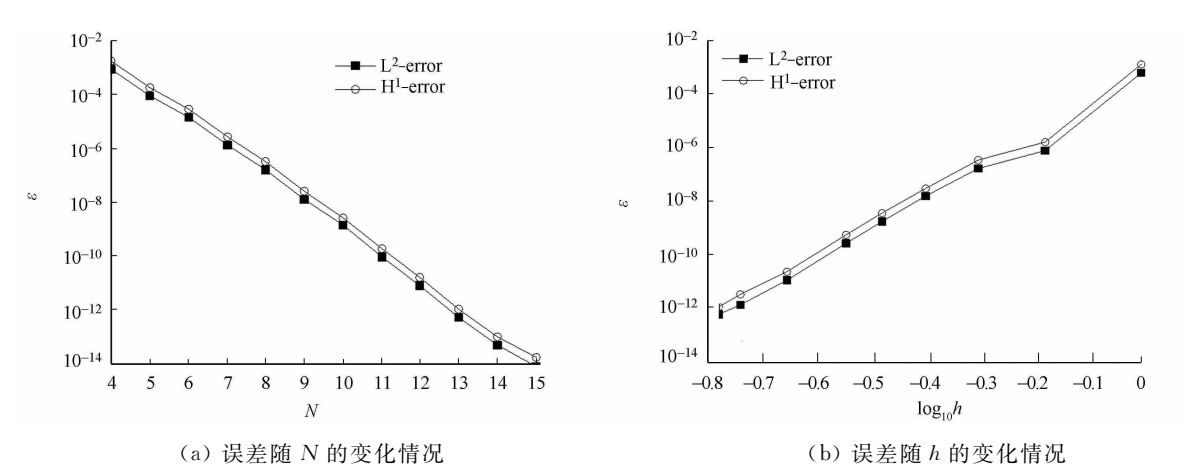 10⁻²
10⁻⁴
10⁻⁶
10⁻⁸
10⁻¹⁰
10⁻¹²
10⁻¹⁴
ε
L²-error
H¹-error
4 5 6 7 8 9 10 11 12 13 14 15
N
(a) 误差随 N 的变化情况
10⁻²
10⁻⁴
10⁻⁶
10⁻⁸
10⁻¹⁰
10⁻¹²
10⁻¹⁴
ε
L²-error
H¹-error
−0.8 −0.7 −0.6 −0.5 −0.4 −0.3 −0.2 −0.1 0
log₁₀h
(b) 误差随 h 的变化情况